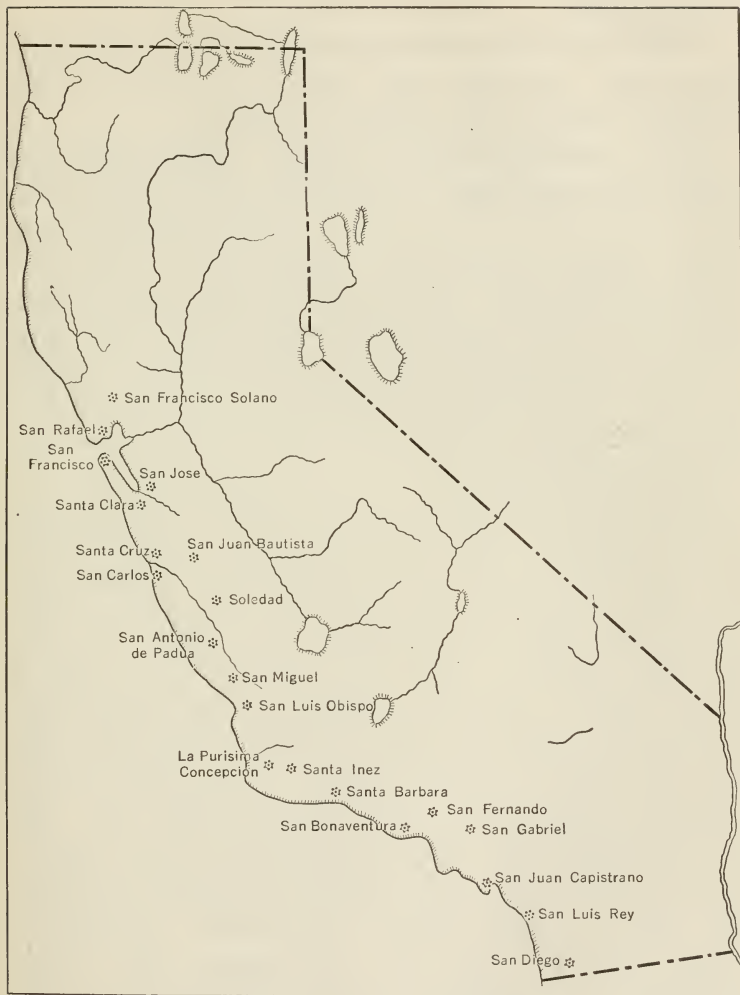 San Francisco Solano
San Rafael
San
Francisco
San Jose
Santa Clara
Santa Cruz
San Juan Bautista
San Carlos
Soledad
San Antonio
de Padua
San Miguel
San Luis Obispo
La Purisima
Concepción
Santa Inez
Santa Barbara
San Fernando
San Bonaventura
San Gabriel
San Juan Capistrano
San Luis Rey
San Diego